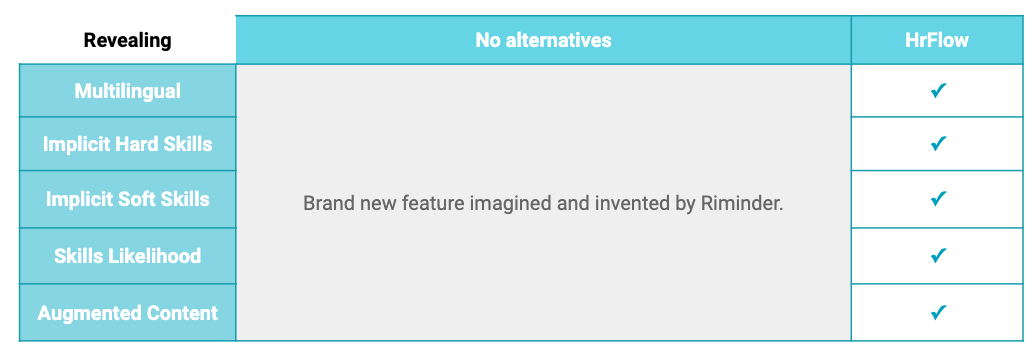 Revealing No alternatives HrFlow
Multilingual ✓
Implicit Hard Skills ✓
Implicit Soft Skills ✓
Brand new feature imagined and invented by Riminder.
Skills Likelihood ✓
Augmented Content ✓